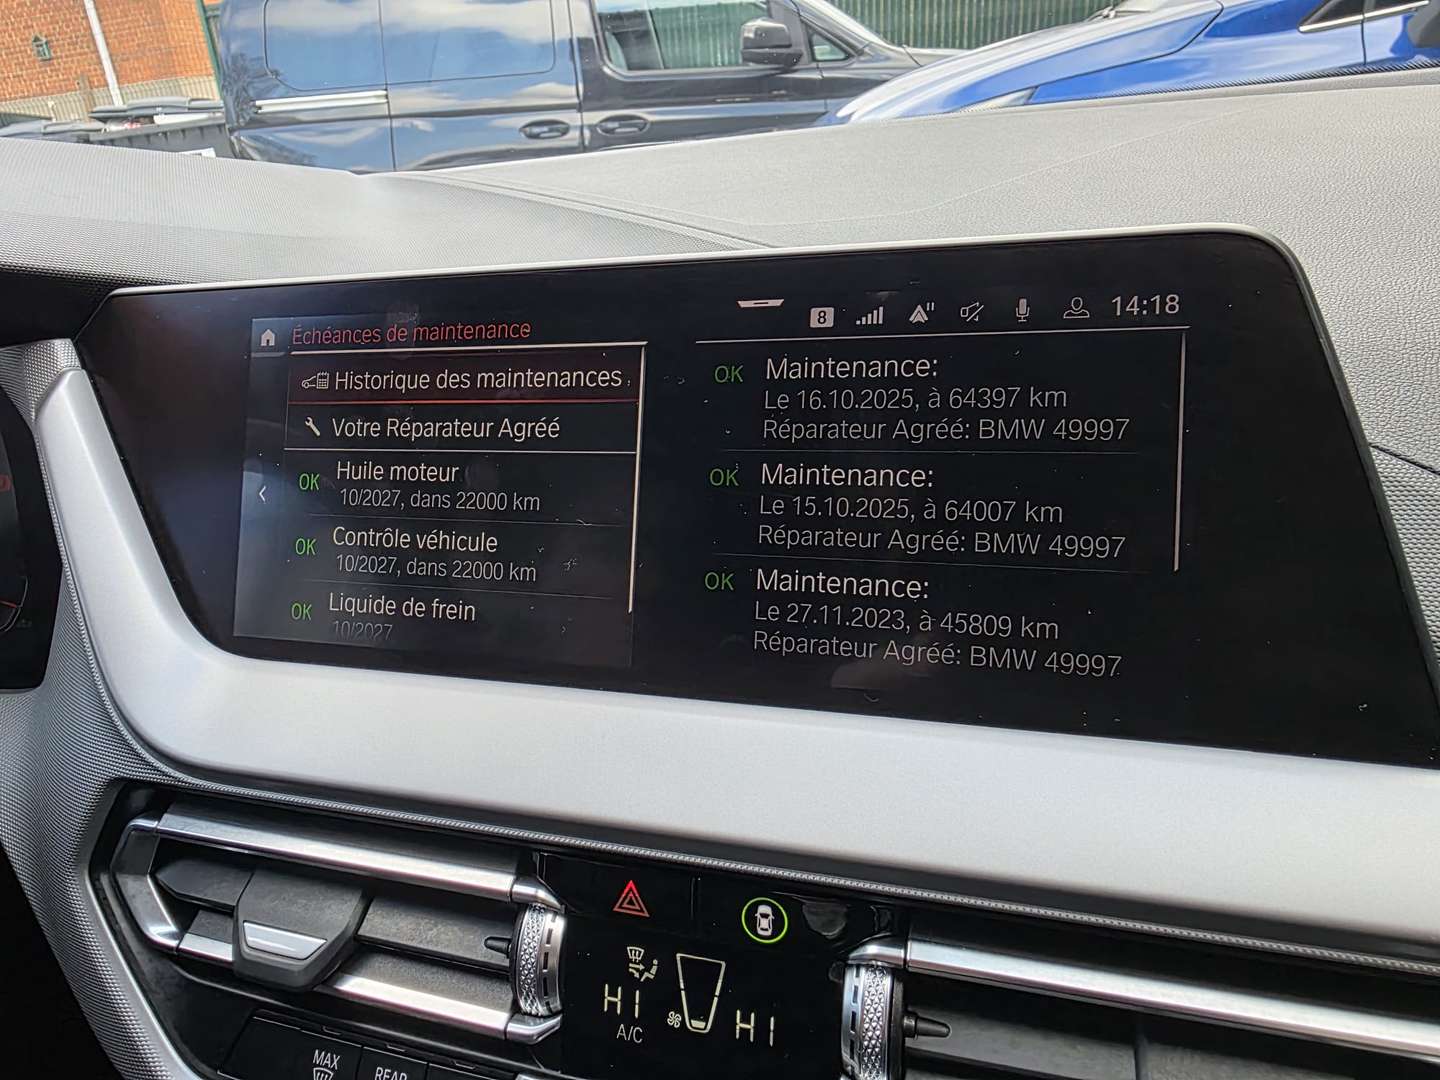 8
14:18
Échéances de maintenance
Historique des maintenances
Votre Réparateur Agréé
OK Huile moteur
10/2027, dans 22000 km
OK Contrôle véhicule
10/2027, dans 22000 km
OK Liquide de frein
10/2027
OK Maintenance:
Le 16.10.2025, à 64397 km
Réparateur Agréé: BMW 49997
OK Maintenance:
Le 15.10.2025, à 64007 km
Réparateur Agréé: BMW 49997
OK Maintenance:
Le 27.11.2023, à 45809 km
Réparateur Agréé: BMW 49997
HI
A/C
HI
MAX
REAR